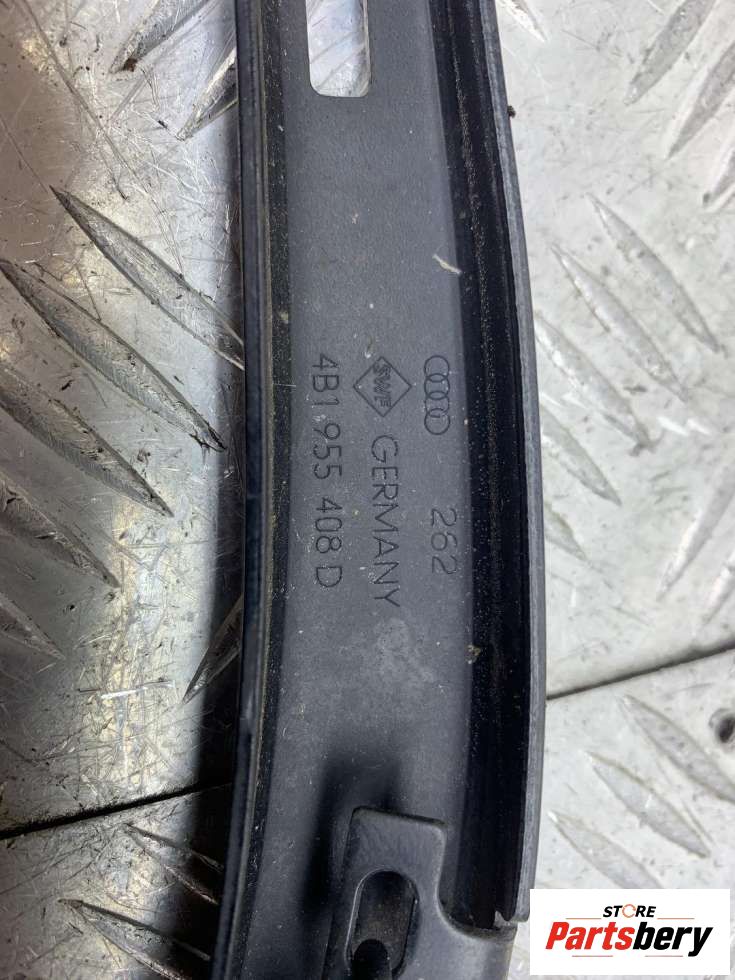 262
SWF GERMANY
4B1 955 408 D
STORE
Partsbery